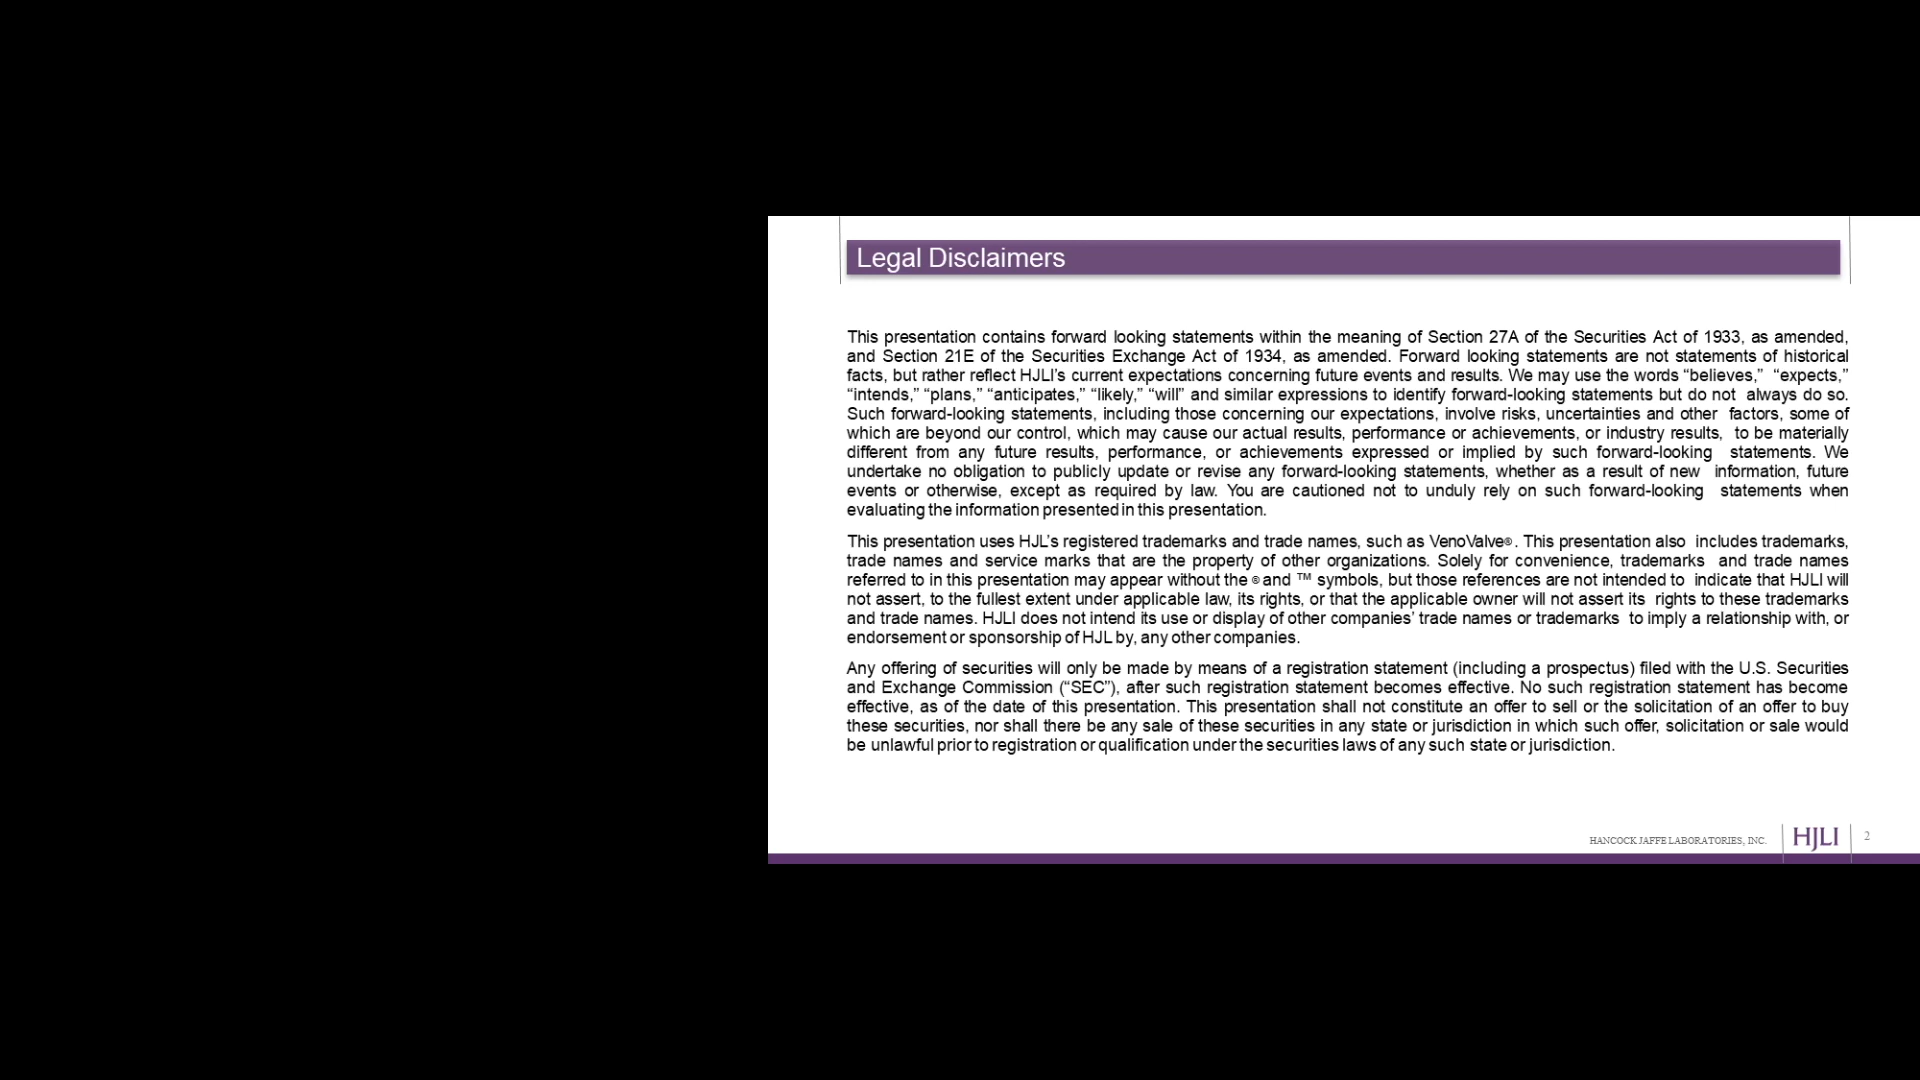 Legal Disclaimers
This presentation contains forward looking statements within the meaning of Section 27A of the Securities Act of 1933, as amended,
and Section 21E of the Securities Exchange Act of 1934, as amended. Forward looking statements are not statements of historical
facts, but rather reflect HJLI’s current expectations concerning future events and results. We may use the words “believes,” “expects,”
“intends,” “plans,” “anticipates,” “likely,” “will” and similar expressions to identify forward-looking statements but do not always do so.
Such forward-looking statements, including those concerning our expectations, involve risks, uncertainties and other factors, some of
which are beyond our control, which may cause our actual results, performance or achievements, or industry results, to be materially
different from any future results, performance, or achievements expressed or implied by such forward-looking statements. We
undertake no obligation to publicly update or revise any forward-looking statements, whether as a result of new information, future
events or otherwise, except as required by law. You are cautioned not to unduly rely on such forward-looking statements when
evaluating the information presented in this presentation.
This presentation uses HJL’s registered trademarks and trade names, such as VenoValve®. This presentation also includes trademarks,
trade names and service marks that are the property of other organizations. Solely for convenience, trademarks and trade names
referred to in this presentation may appear without the ® and ™ symbols, but those references are not intended to indicate that HJLI will
not assert, to the fullest extent under applicable law, its rights, or that the applicable owner will not assert its rights to these trademarks
and trade names. HJLI does not intend its use or display of other companies’ trade names or trademarks to imply a relationship with, or
endorsement or sponsorship of HJL by, any other companies.
Any offering of securities will only be made by means of a registration statement (including a prospectus) filed with the U.S. Securities
and Exchange Commission (“SEC”), after such registration statement becomes effective. No such registration statement has become
effective, as of the date of this presentation. This presentation shall not constitute an offer to sell or the solicitation of an offer to buy
these securities, nor shall there be any sale of these securities in any state or jurisdiction in which such offer, solicitation or sale would
be unlawful prior to registration or qualification under the securities laws of any such state or jurisdiction.
HANCOCK JAFFE LABORATORIES, INC. HJLI 2